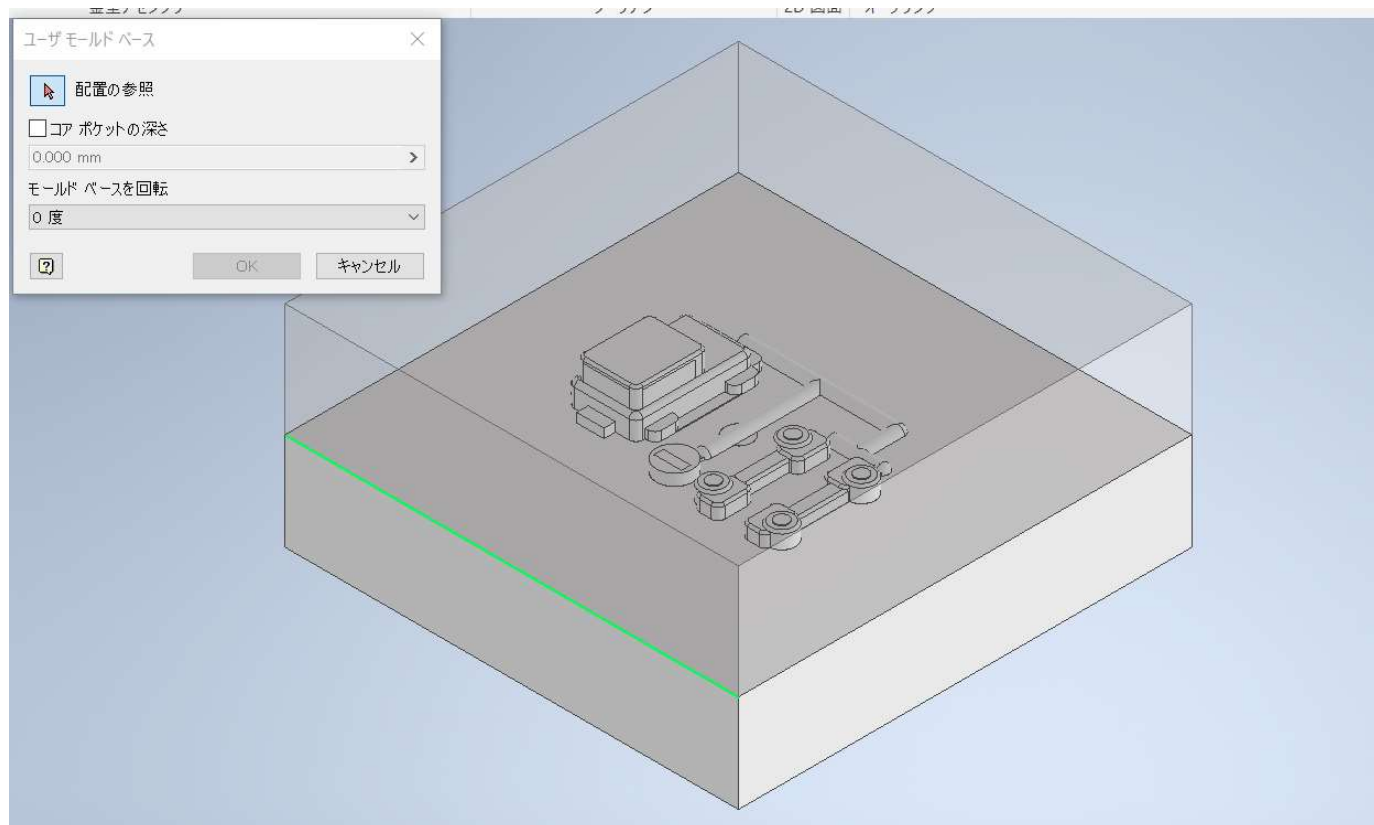 ユーザ モールド ベース
配置の参照
コア ポケットの深さ
0.000 mm
モールド ベースを回転
0 度
OK
キャンセル